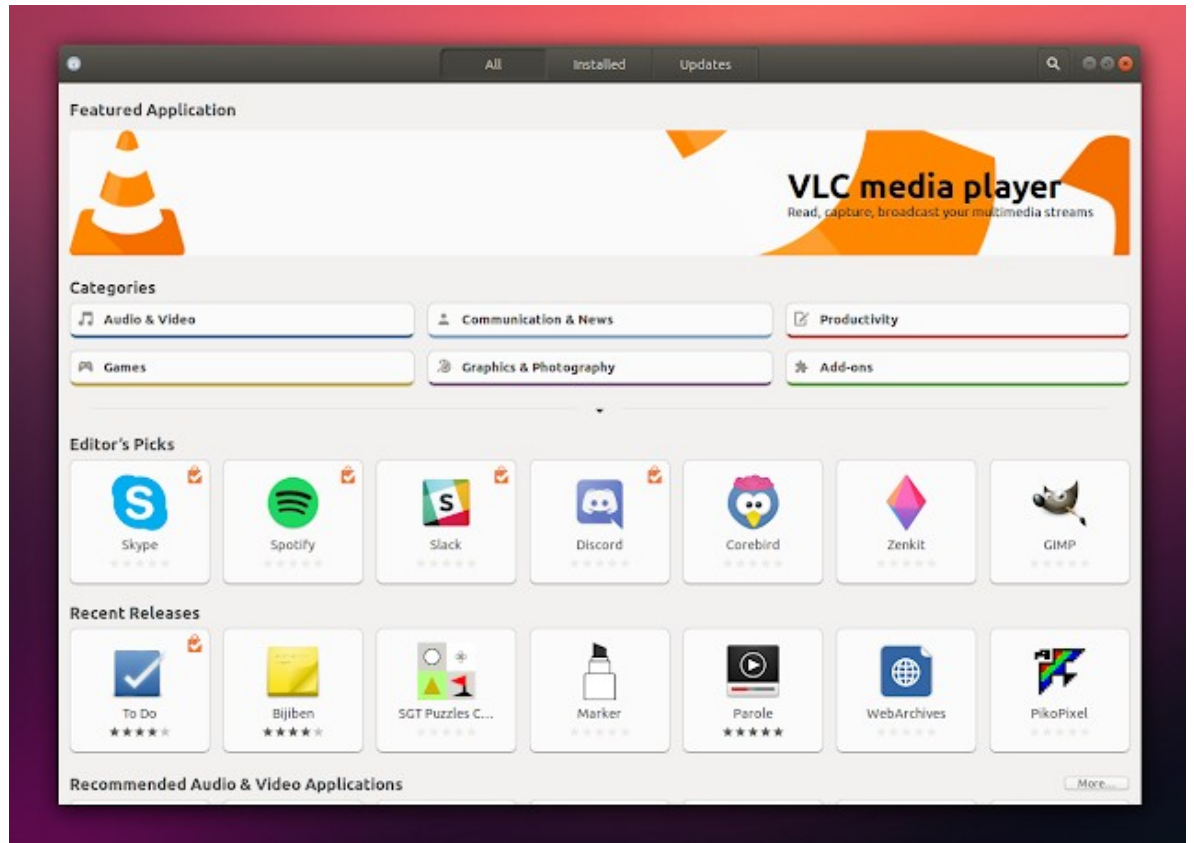 All Installed Updates
Featured Application
VLC media player
Read, capture, broadcast your multimedia streams
Categories
Audio & Video Communication & News Productivity
Games Graphics & Photography Add-ons
Editor's Picks
S S
Skype Spotify Slack Discord Corebird Zenkit GIMP
Recent Releases
To Do Bijiben SGT Puzzles C... Marker Parole WebArchives PikoPixel
Recommended Audio & Video Applications More...